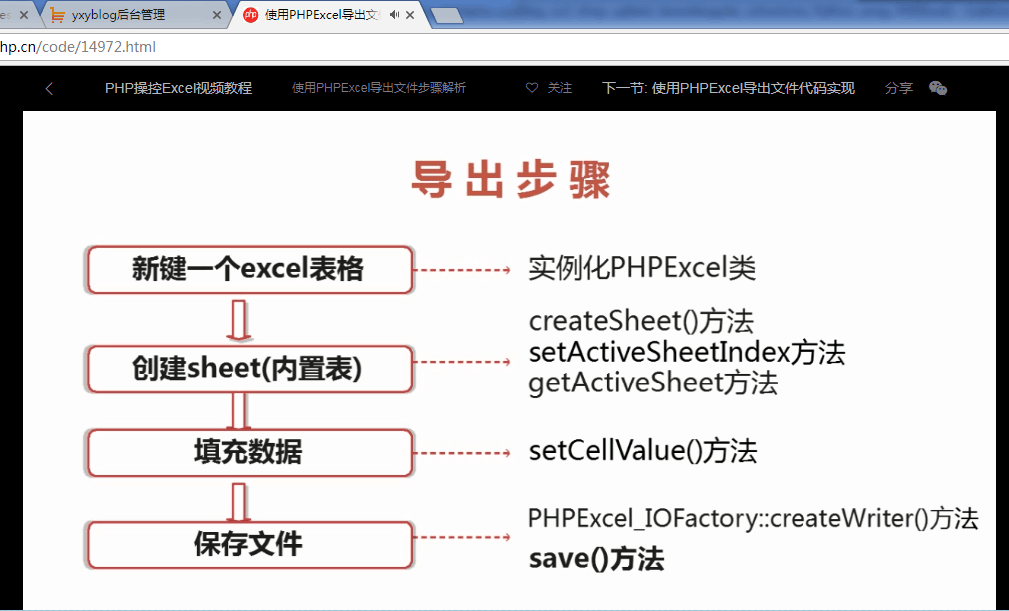 es
yxyblog后台管理
使用PHPExcel导出文
hp.cn/code/14972.html
PHP操控Excel视频教程
使用PHPExcel导出文件步骤解析
关注
下一节: 使用PHPExcel导出文件代码实现
分享
导出步骤
新键一个excel表格
实例化PHPExcel类
createSheet()方法
setActiveSheetIndex方法
getActiveSheet方法
创建sheet(内置表)
填充数据
setCellValue()方法
PHPExcel_IOFactory::createWriter()方法
保存文件
save()方法